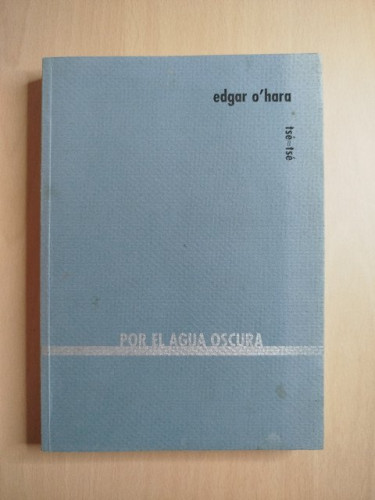 edgar o'hara
tsé=tsé
POR EL AGUA OSCURA